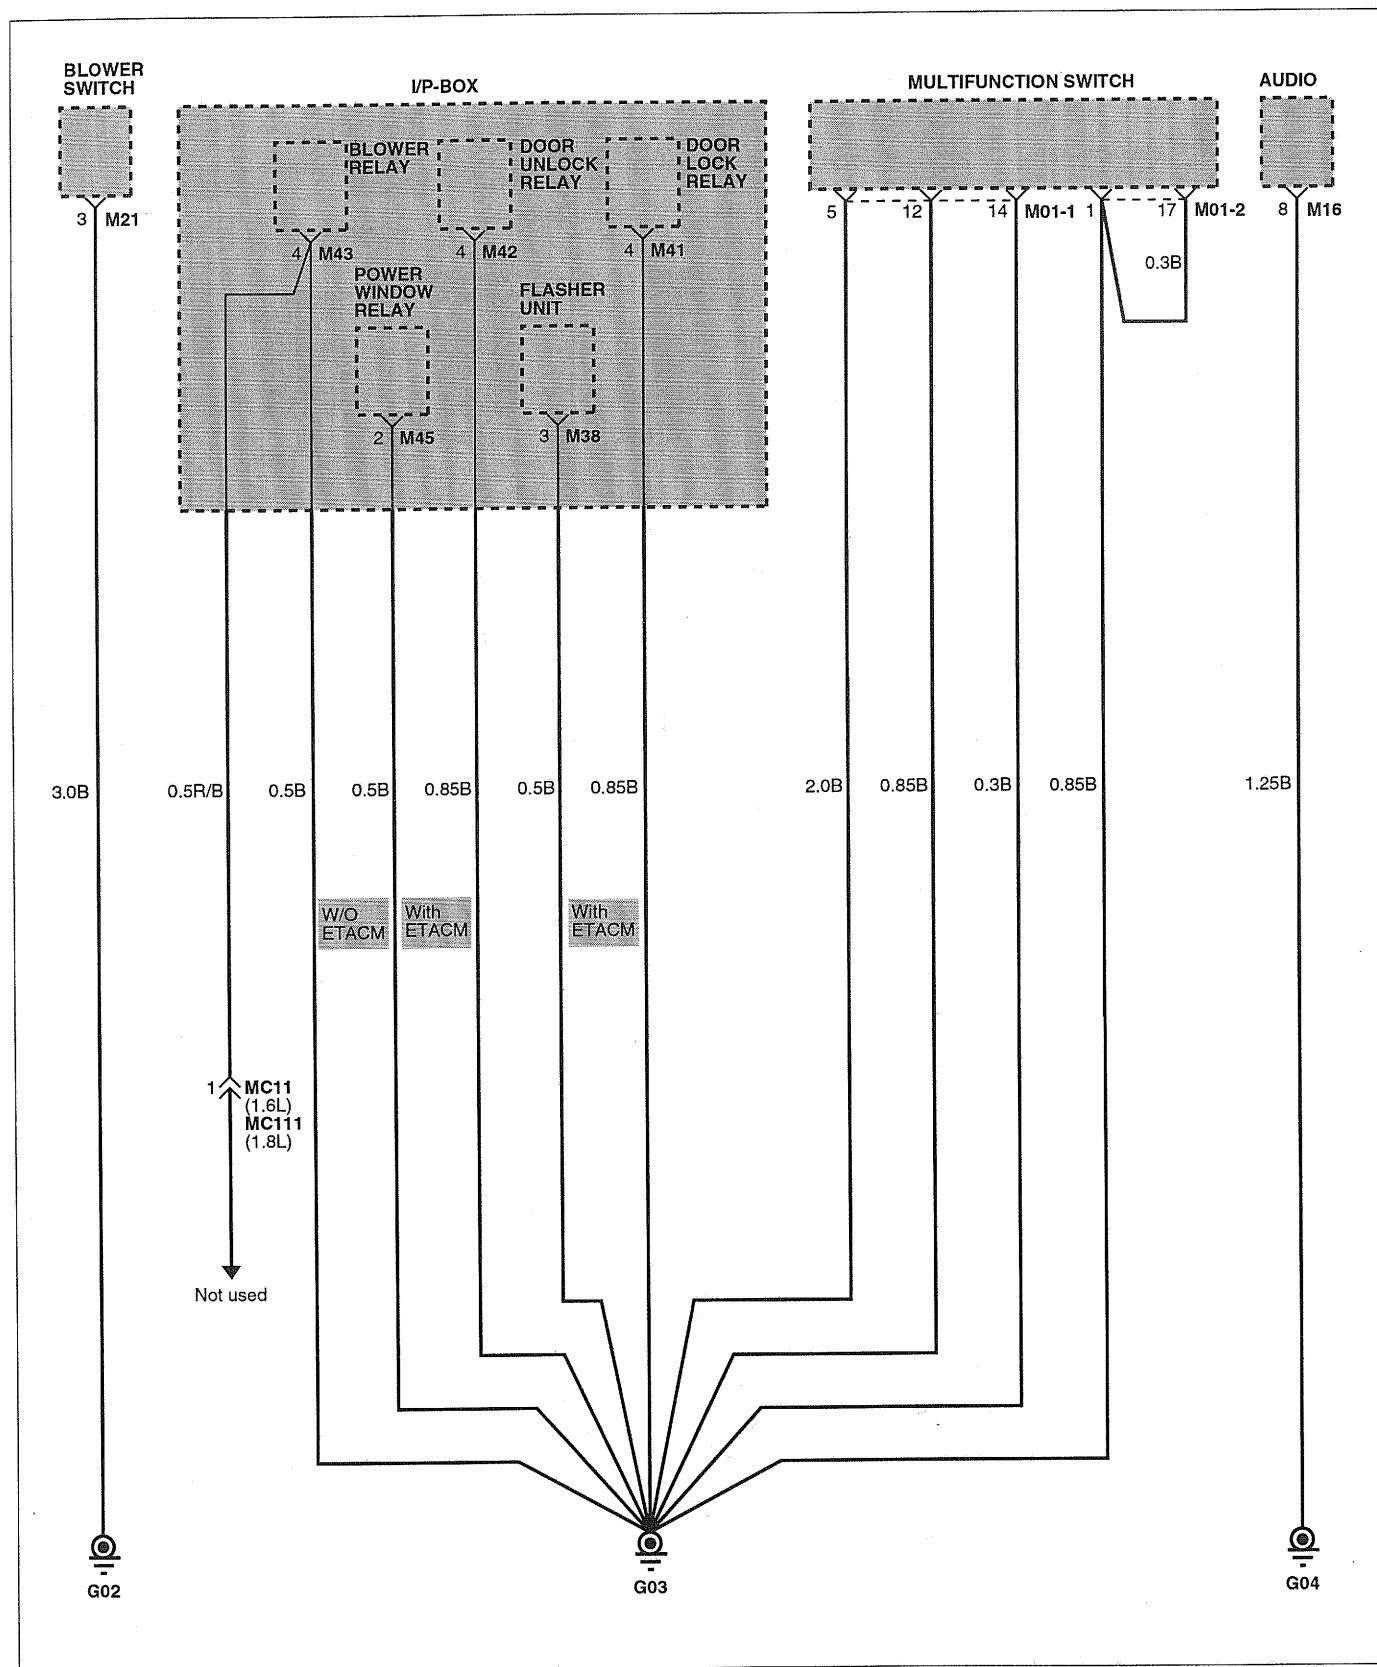 BLOWER
SWITCH
I/P-BOX
MULTIFUNCTION SWITCH
AUDIO
BLOWER
RELAY
DOOR
UNLOCK
RELAY
DOOR
LOCK
RELAY
3 M21
4 M43
4 M42
4 M41
5
12
14 M01-1
1
17 M01-2
8 M16
0.3B
POWER
WINDOW
RELAY
FLASHER
UNIT
2 M45
3 M38
3.0B
0.5R/B
0.5B
0.5B
0.85B
0.5B
0.85B
2.0B
0.85B
0.3B
0.85B
1.25B
W/O
ETACM
With
ETACM
With
ETACM
1 MC11
(1.6L)
MC111
(1.8L)
Not used
G02
G03
G04